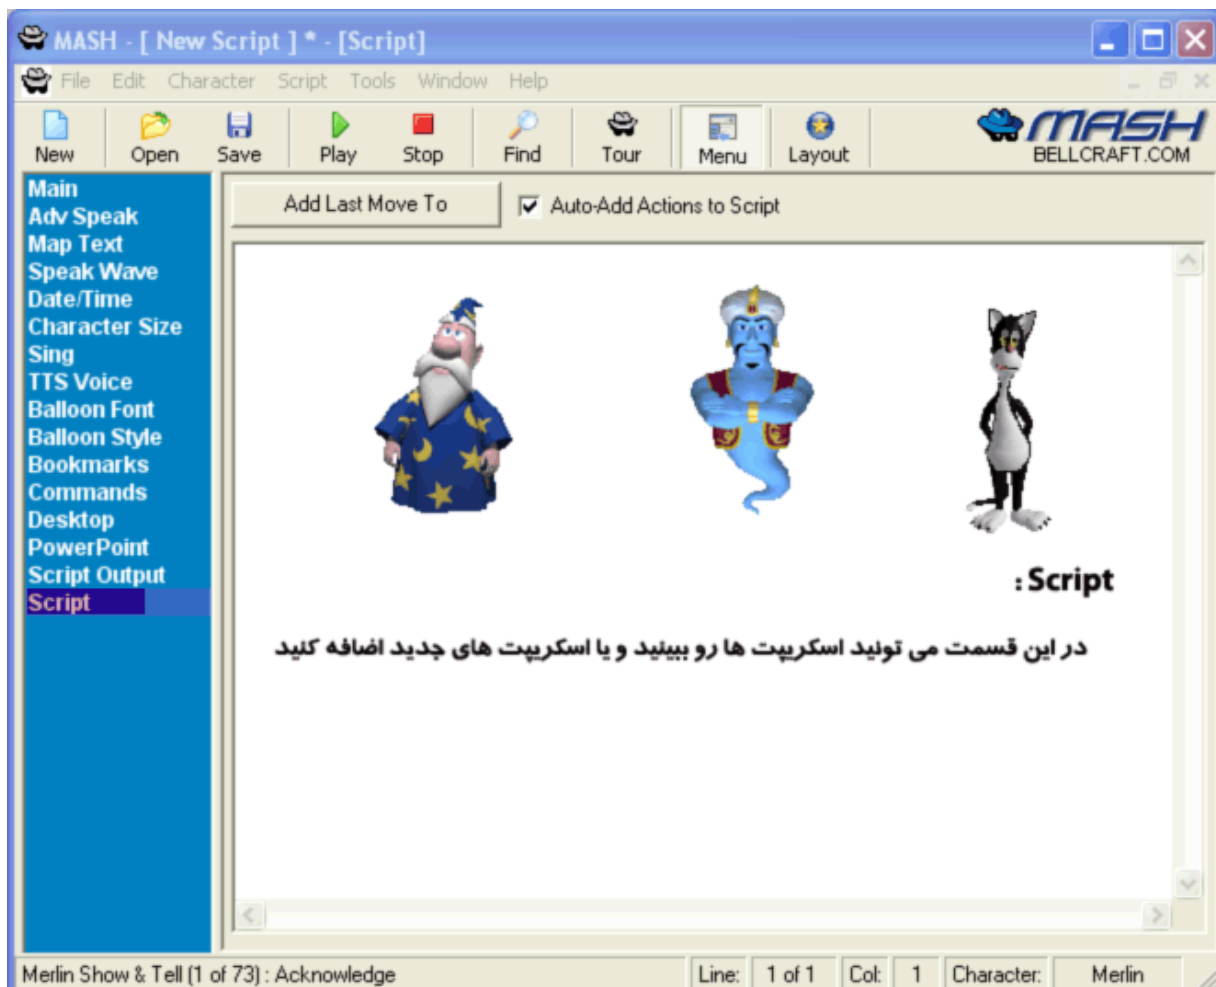 MASH - [ New Script ] * - [Script]
File Edit Character Script Tools Window Help
New Open Save Play Stop Find Tour Menu Layout
MASH
BELLCRAFT.COM
Main
Adv Speak
Map Text
Speak Wave
Date/Time
Character Size
Sing
TTS Voice
Balloon Font
Balloon Style
Bookmarks
Commands
Desktop
PowerPoint
Script Output
Script
Add Last Move To
Auto-Add Actions to Script
Script :
در این قسمت می تونید اسکریپت ها رو ببینید و یا اسکریپت های جدید اضافه کنید
Merlin Show & Tell (1 of 73) : Acknowledge
Line: 1 of 1 Col: 1 Character: Merlin